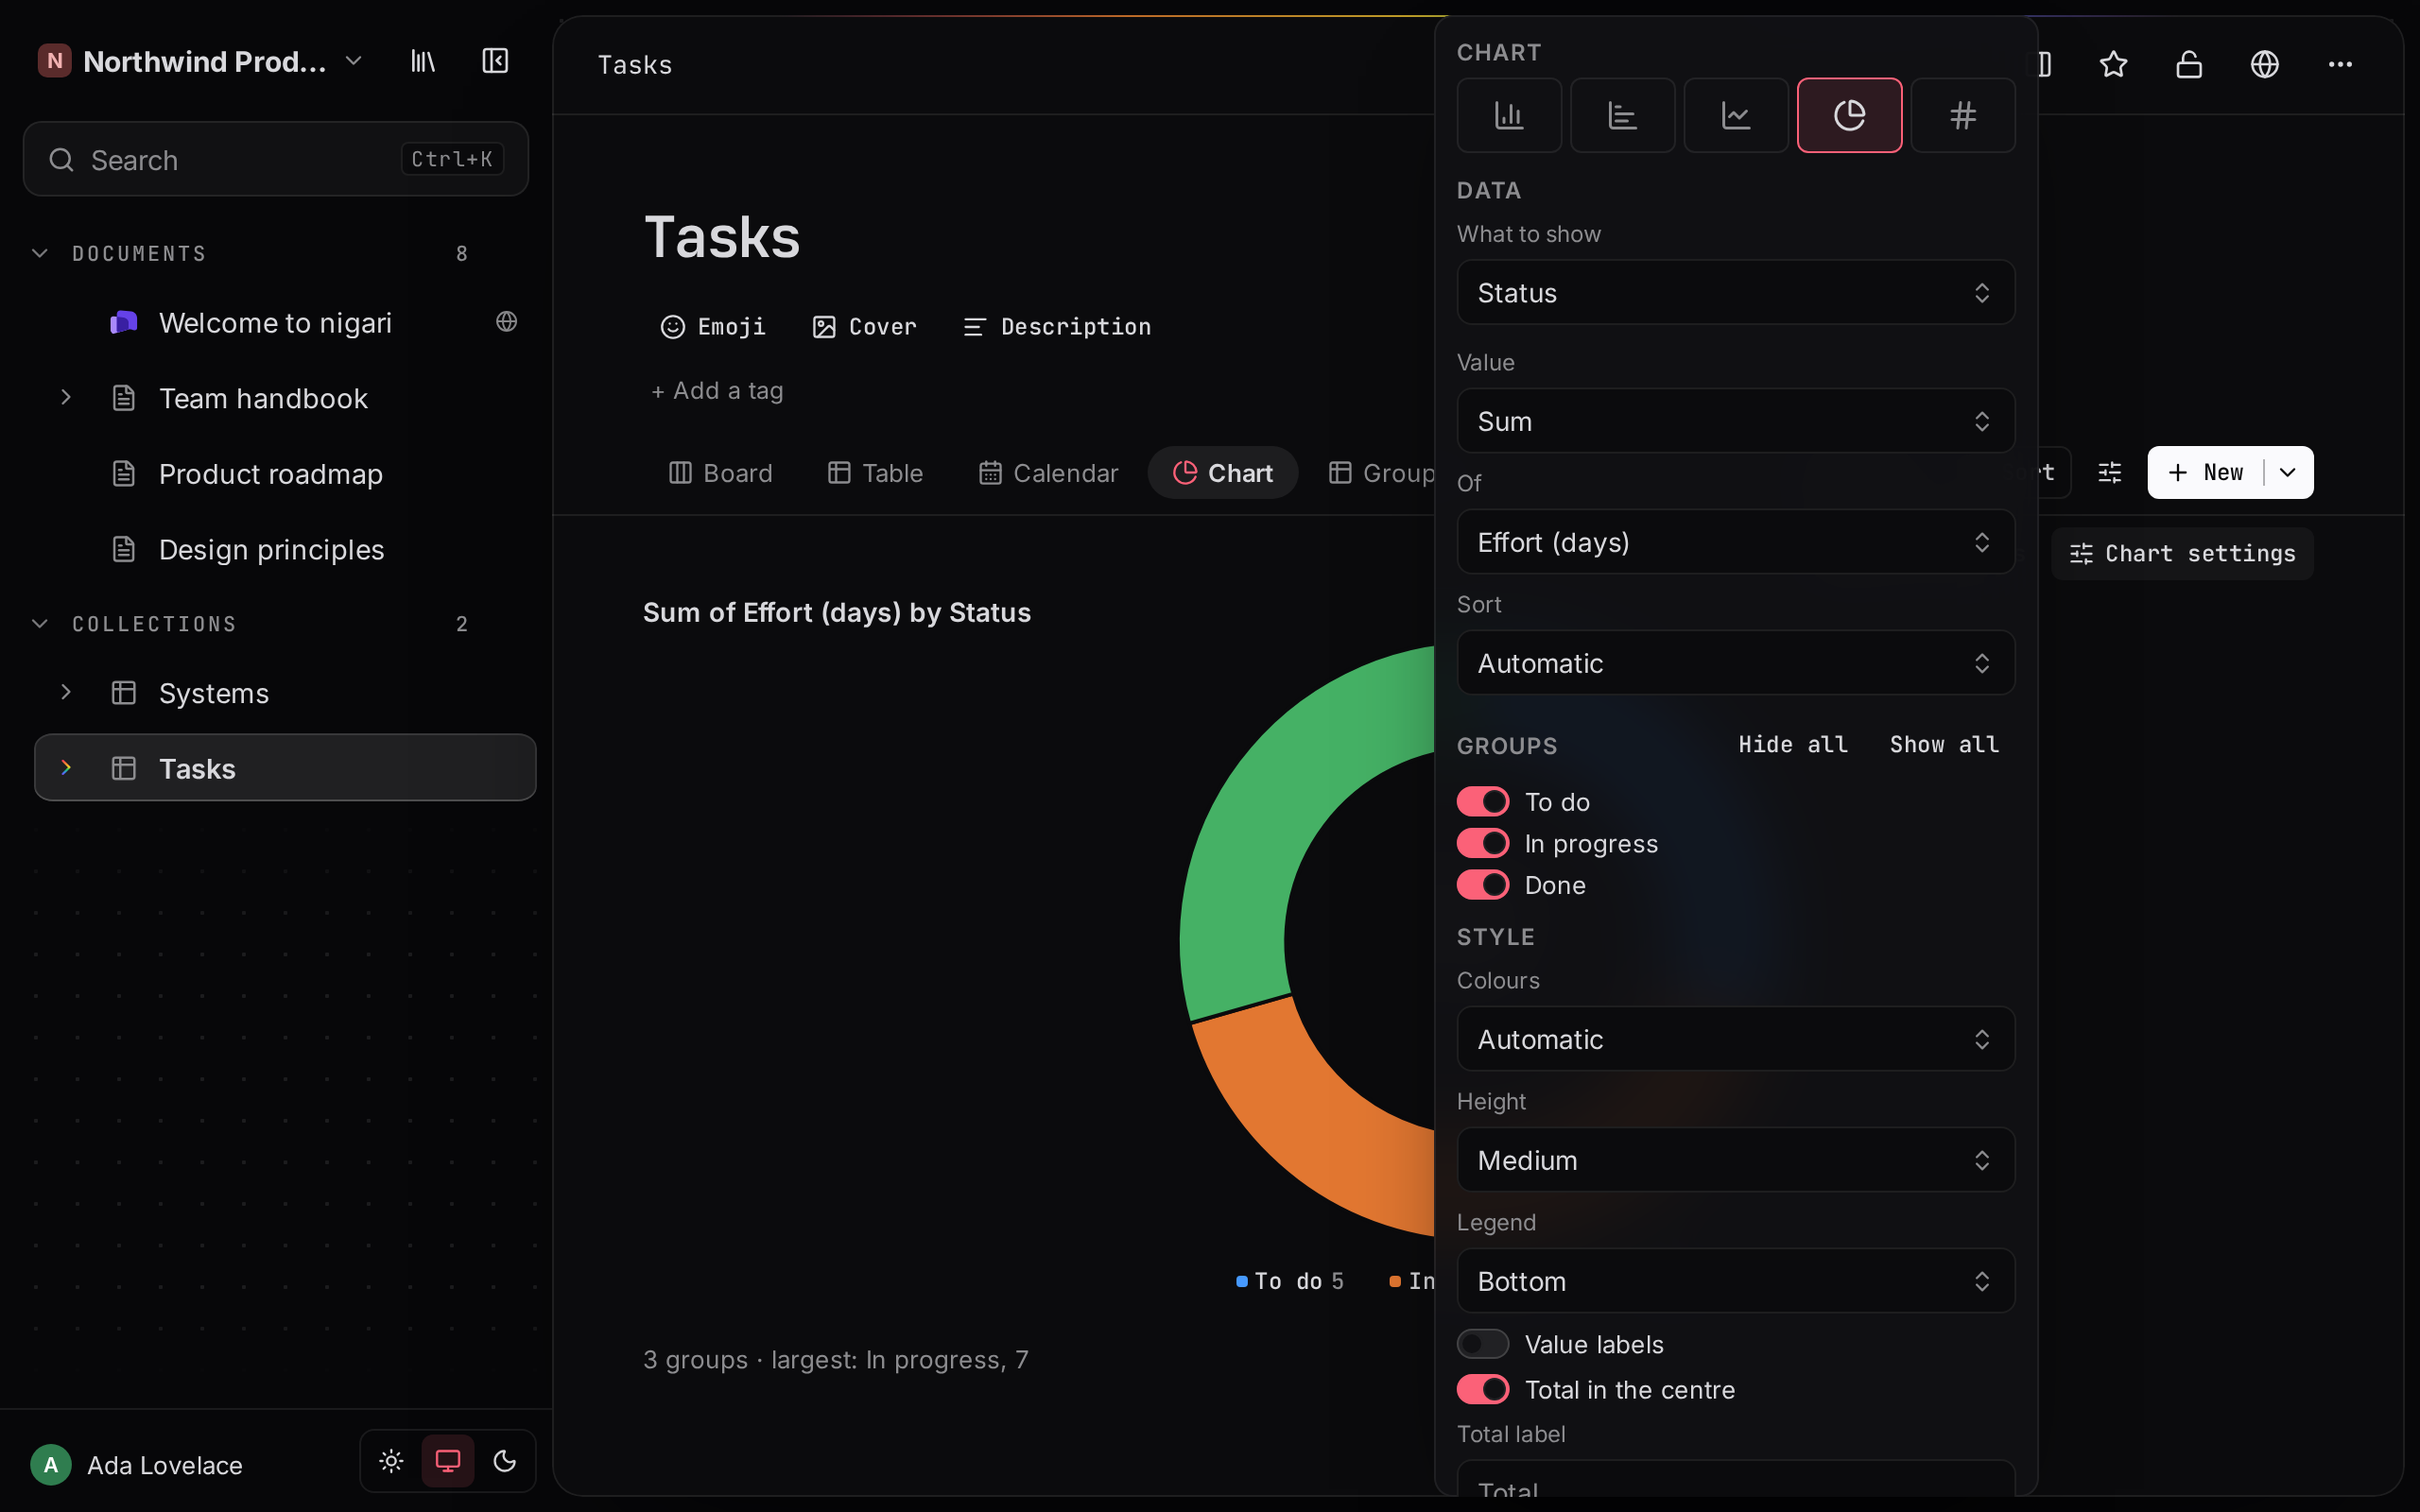 N Northwind Prod...
Search Ctrl+K
DOCUMENTS 8
Welcome to nigari
Team handbook
Product roadmap
Design principles
COLLECTIONS 2
Systems
Tasks
A Ada Lovelace
Tasks
Tasks
Emoji Cover Description
+ Add a tag
Board Table Calendar Chart Group
New
Chart settings
Sum of Effort (days) by Status
To do 5 In
3 groups · largest: In progress, 7
CHART
DATA
What to show
Status
Value
Sum
Of
Effort (days)
Sort
Automatic
GROUPS Hide all Show all
To do
In progress
Done
STYLE
Colours
Automatic
Height
Medium
Legend
Bottom
Value labels
Total in the centre
Total label
Total